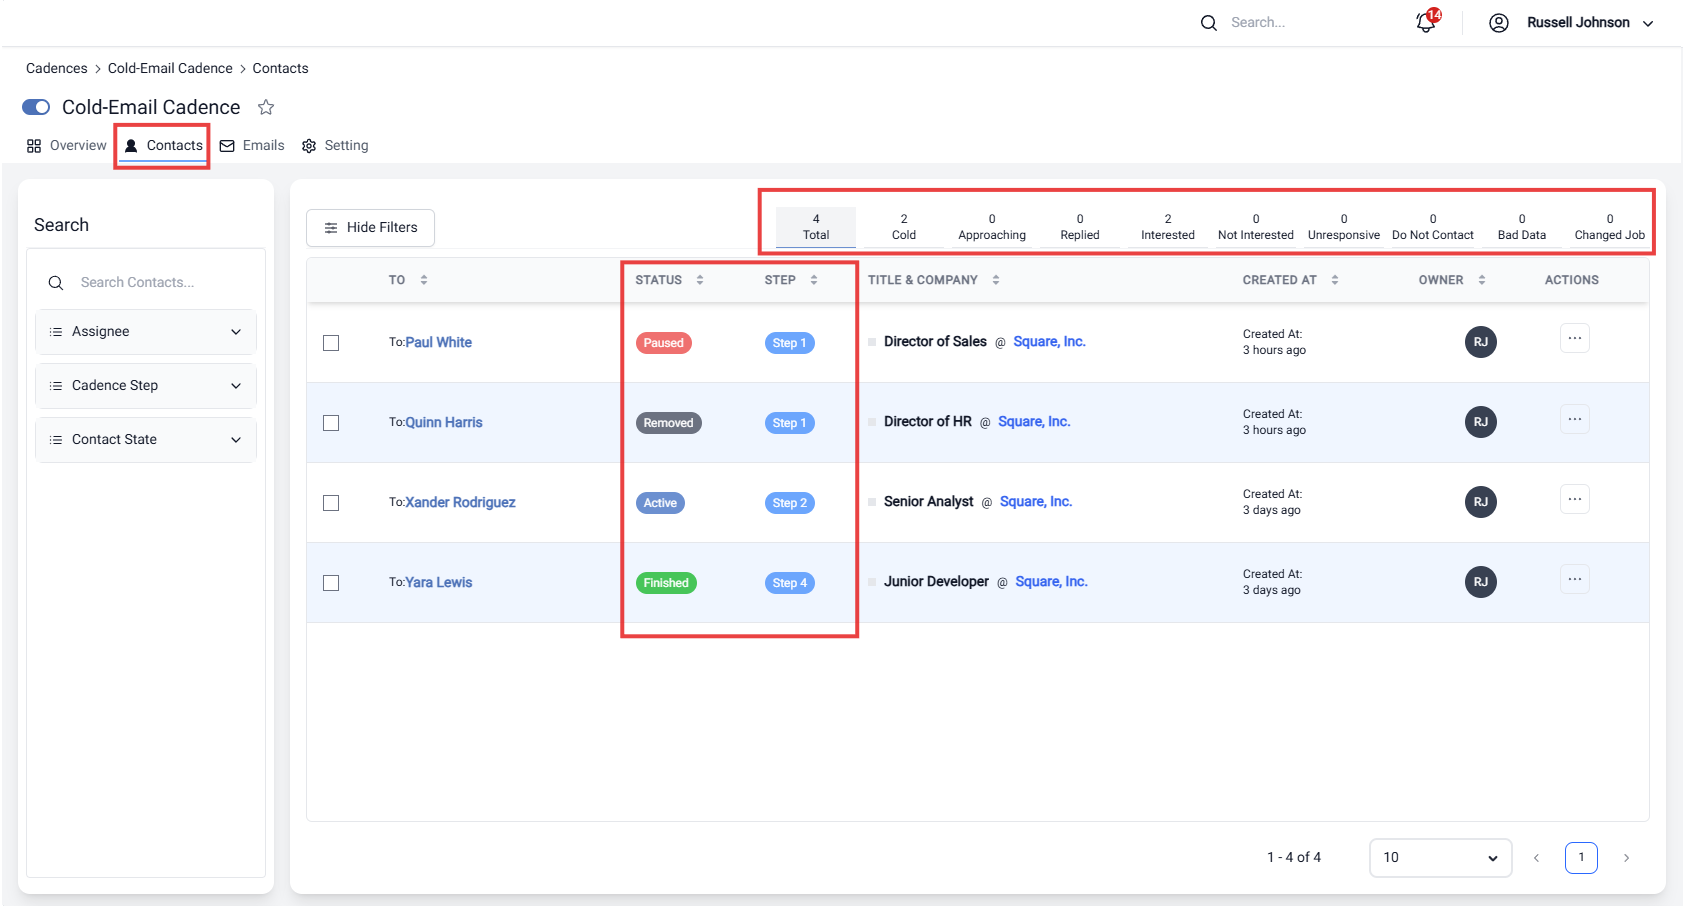 Search...
14
Russell Johnson
Cadences > Cold-Email Cadence > Contacts
Cold-Email Cadence
Overview Contacts Emails Setting
Search
Search Contacts...
Assignee
Cadence Step
Contact State
Hide Filters
4 2 0 0 2 0 0 0 0 0
Total Cold Approaching Replied Interested Not Interested Unresponsive Do Not Contact Bad Data Changed Job
TO STATUS STEP TITLE & COMPANY CREATED AT OWNER ACTIONS
To:Paul White Paused Step 1 Director of Sales @ Square, Inc. Created At: RJ ...
3 hours ago
To:Quinn Harris Removed Step 1 Director of HR @ Square, Inc. Created At: RJ ...
3 hours ago
To:Xander Rodriguez Active Step 2 Senior Analyst @ Square, Inc. Created At: RJ ...
3 days ago
To:Yara Lewis Finished Step 4 Junior Developer @ Square, Inc. Created At: RJ ...
3 days ago
1 - 4 of 4 10 < 1 >